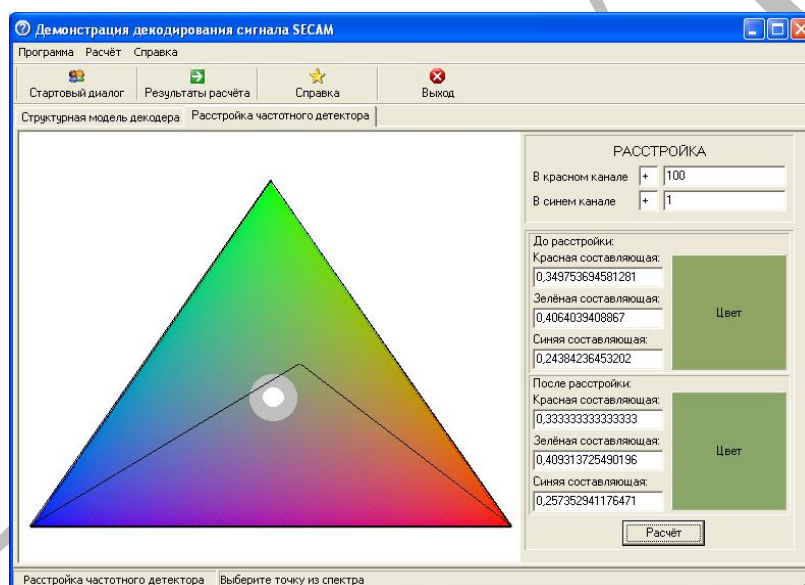 Демонстрация декодирования сигнала SECAM
Программа Расчёт Справка
Стартовый диалог Результаты расчёта Справка Выход
Структурная модель декодера Расстройка частотного детектора
РАССТРОЙКА
В красном канале + 100
В синем канале + 1
До расстройки:
Красная составляющая:
0,349753694581281
Зелёная составляющая:
0,4064039408867
Синяя составляющая:
0,24384236453202
Цвет
После расстройки:
Красная составляющая:
0,333333333333333
Зелёная составляющая:
0,409313725490196
Синяя составляющая:
0,257352941176471
Цвет
Расчёт
Расстройка частотного детектора Выберите точку из спектра